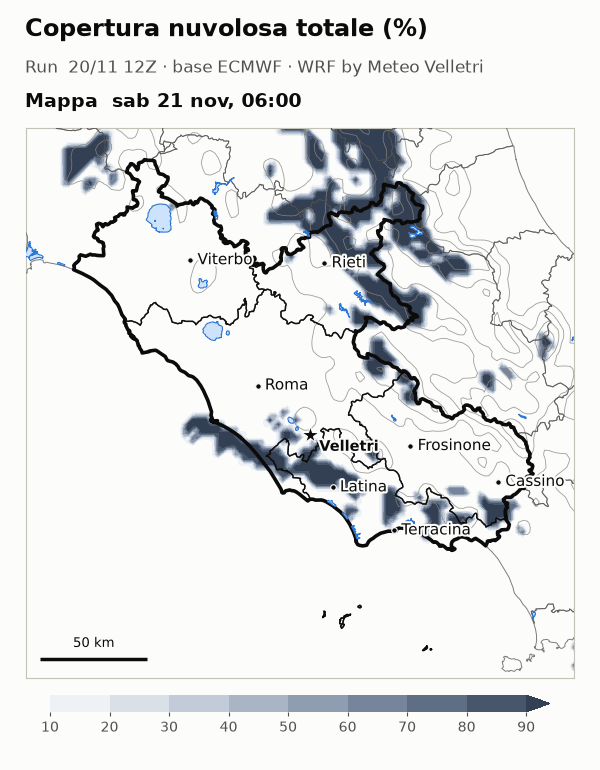 Copertura nuvolosa totale (%)
Run 20/11 12Z · base ECMWF · WRF by Meteo Velletri
Mappa sab 21 nov, 06:00
Viterbo
Rieti
Roma
Velletri
Frosinone
Latina
Cassino
Terracina
50 km
10 20 30 40 50 60 70 80 90